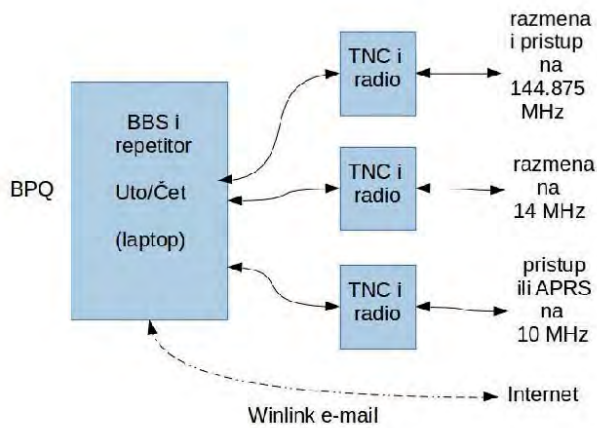 BPQ
BBS i
repetitor
Uto/Čet
(laptop)
TNC i
radio
razmena
i pristup
na
144.875
MHz
TNC i
radio
razmena
na
14 MHz
TNC i
radio
pristup
ili APRS
na
10 MHz
Internet
Winlink e-mail